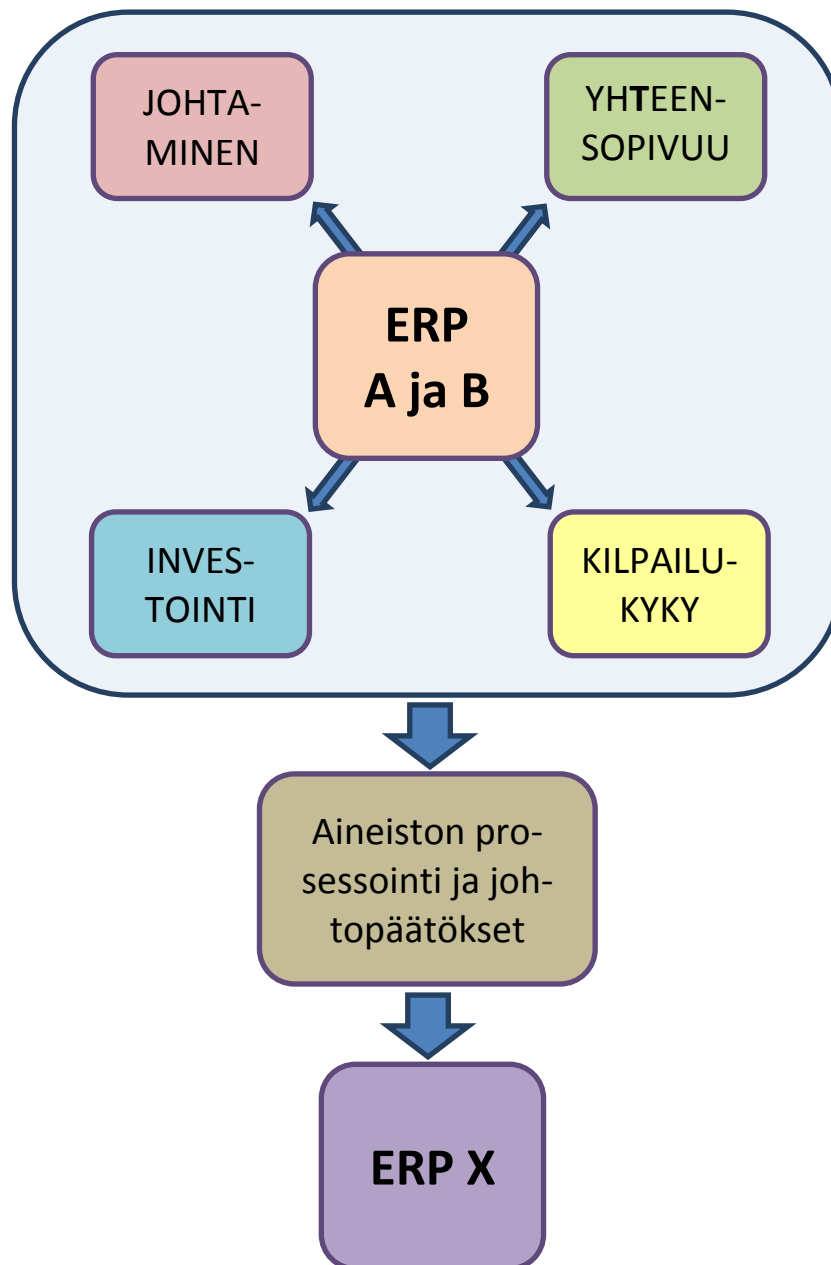 JOHTA-
MINEN
YHTEEN-
SOPIVUU
ERP
A ja B
INVES-
TOINTI
KILPAILU-
KYKY
Aineiston pro-
sessointi ja joh-
topäätökset
ERP X